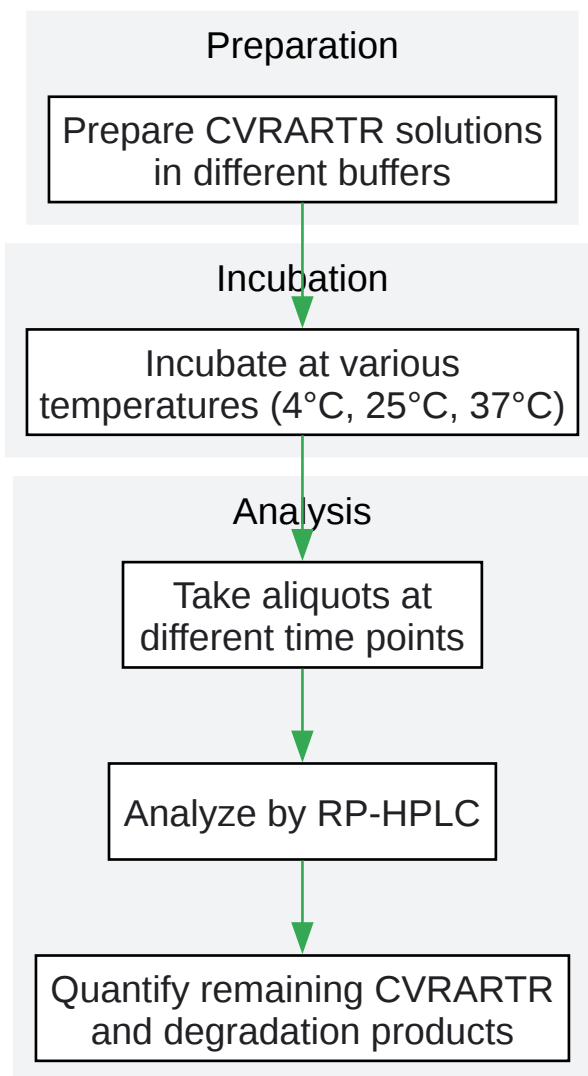 Preparation
Prepare CVRARTR solutions
in different buffers
Incubation
Incubate at various
temperatures (4°C, 25°C, 37°C)
Analysis
Take aliquots at
different time points
Analyze by RP-HPLC
Quantify remaining CVRARTR
and degradation products